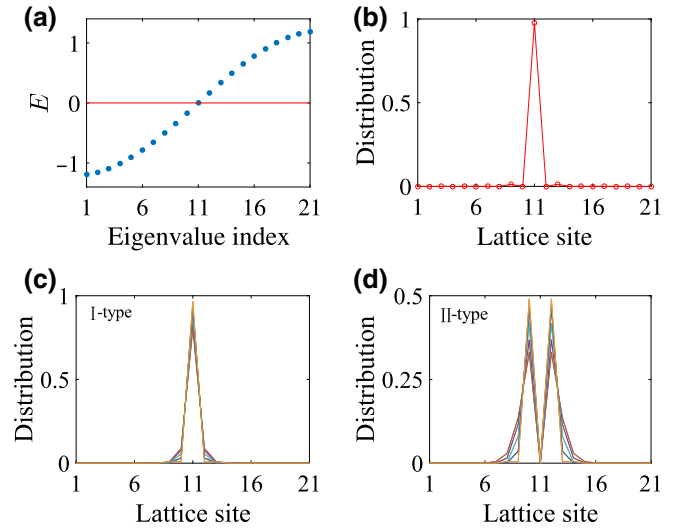 (a)
1
0
-1
E
1 6 11 16 21
Eigenvalue index
(b)
1
0.5
0
Distribution
1 6 11 16 21
Lattice site
(c)
I-type
1
0.5
0
Distribution
1 6 11 16 21
Lattice site
(d)
II-type
0.5
0.25
0
Distribution
1 6 11 16 21
Lattice site